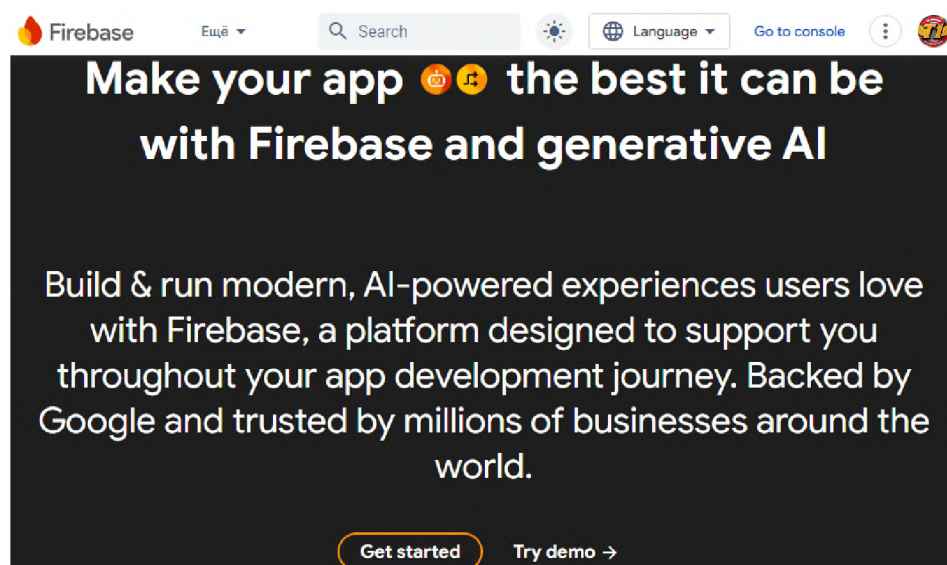 Firebase Ещё Search Language Go to console
Make your app the best it can be
with Firebase and generative AI
Build & run modern, AI-powered experiences users love
with Firebase, a platform designed to support you
throughout your app development journey. Backed by
Google and trusted by millions of businesses around the
world.
Get started Try demo →